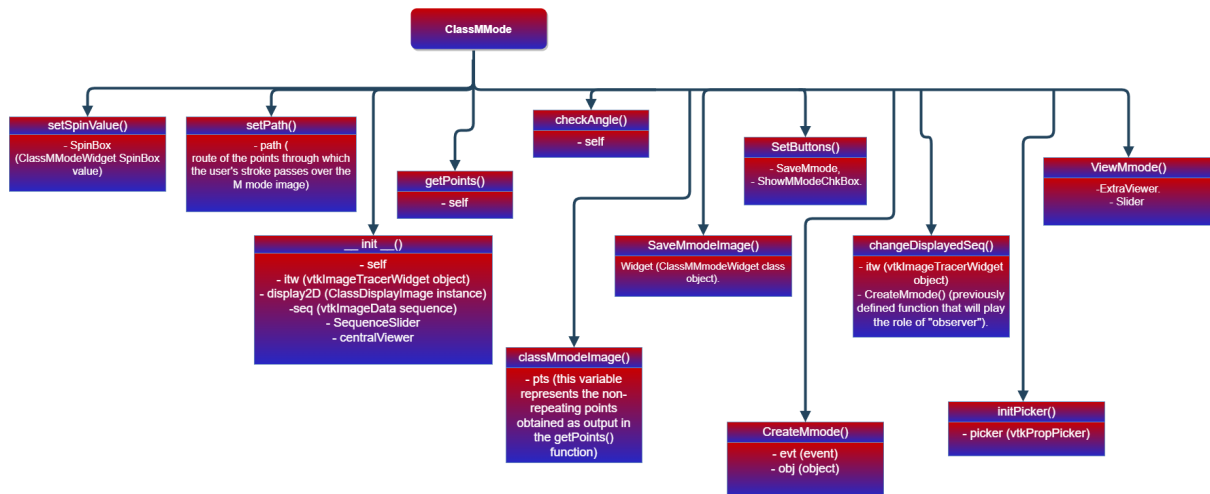 ClassMMode
setSpinValue()
- SpinBox
(ClassMModeWidget SpinBox
value)
setPath()
- path (
route of the points through which
the user's stroke passes over the
M mode image)
__ init __()
- self
- itw (vtkImageTracerWidget object)
- display2D (ClassDisplayImage instance)
-seq (vtkImageData sequence)
- SequenceSlider
- centralViewer
getPoints()
- self
checkAngle()
- self
classMmodeImage()
- pts (this variable
represents the non-
repeating points
obtained as output in
the getPoints()
function)
SaveMmodeImage()
Widget (ClassMMmodeWidget class
object).
SetButtons()
- SaveMmode,
- ShowMModeChkBox.
CreateMmode()
- evt (event)
- obj (object)
changeDisplayedSeq()
- itw (vtkImageTracerWidget
object)
- CreateMmode() (previously
defined function that will play
the role of "observer").
initPicker()
- picker (vtkPropPicker)
ViewMmode()
-ExtraViewer.
- Slider